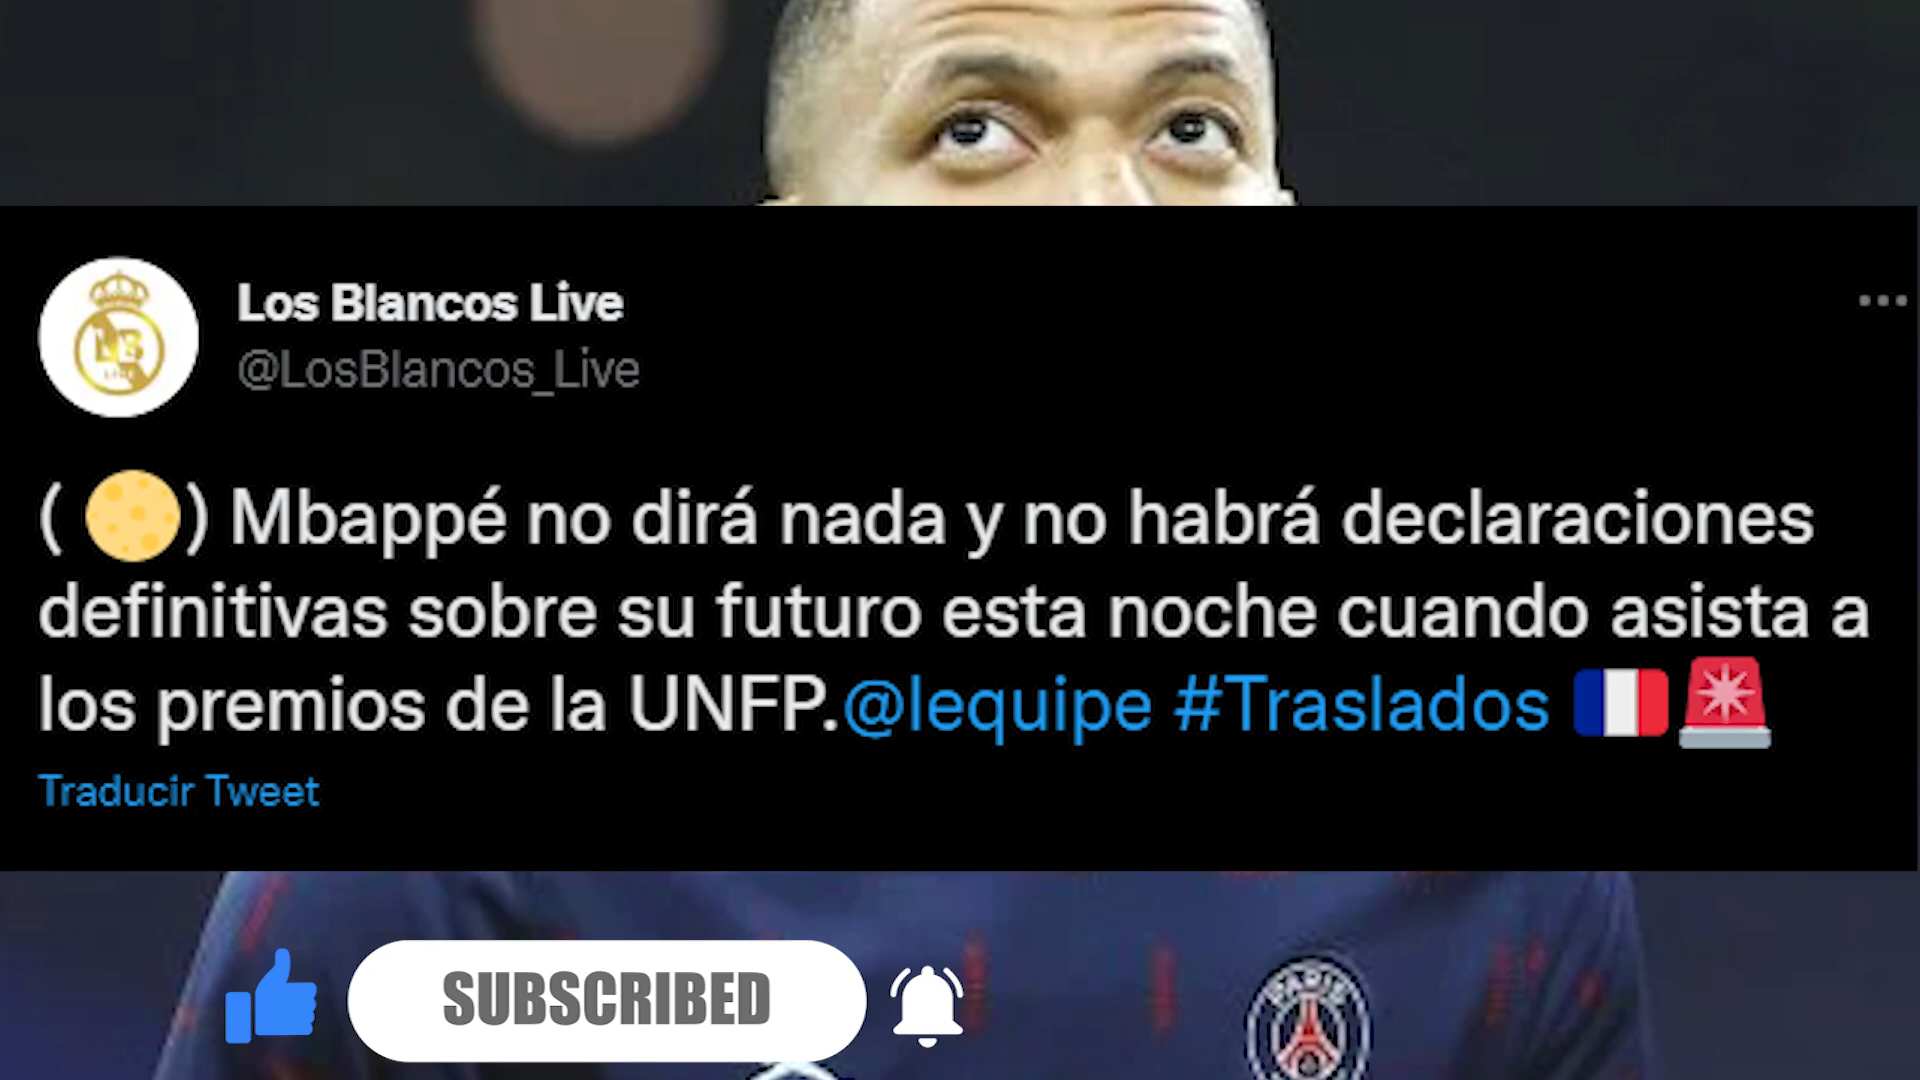 Los Blancos Live
@LosBlancos_Live
( 🌕) Mbappé no dirá nada y no habrá declaraciones
definitivas sobre su futuro esta noche cuando asista a
los premios de la UNFP.@lequipe #Traslados 🇫🇷🚨
Traducir Tweet
SUBSCRIBED
PARIS